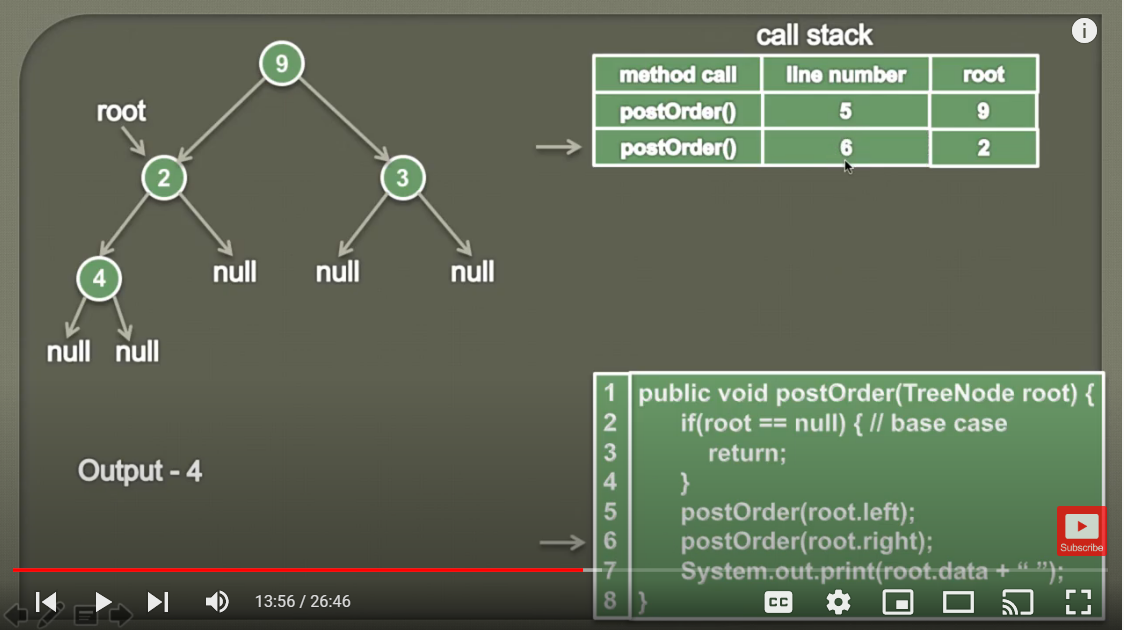 call stack
method call line number root
postOrder() 5 9
postOrder() 6 2
9
root
2 3
4 null null null
null null
Output - 4
1 public void postOrder(TreeNode root) {
2 if(root == null) { // base case
3 return;
4 }
5 postOrder(root.left);
6 postOrder(root.right);
7 System.out.print(root.data + “ ”);
8 }
Subscribe
13:56 / 26:46
CC
i